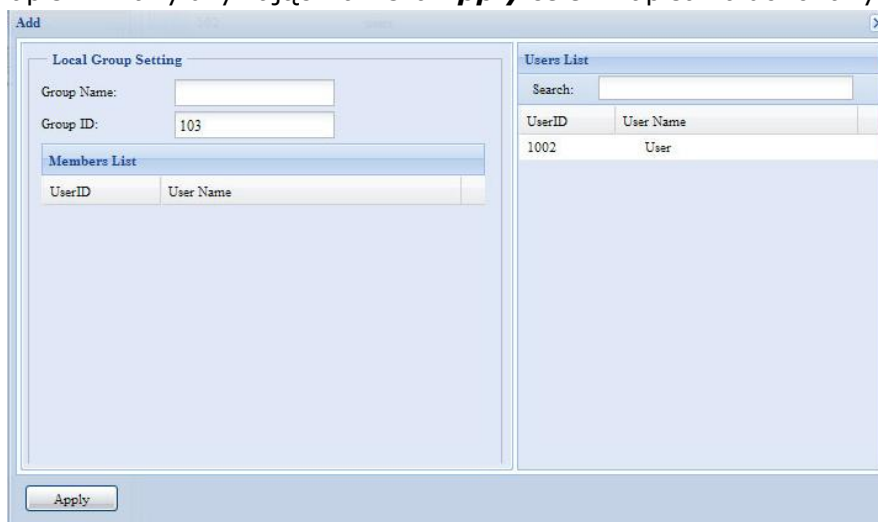 Add
Local Group Setting
Group Name:
Group ID: 103
Members List
UserID User Name
Users List
Search:
UserID User Name
1002 User
Apply